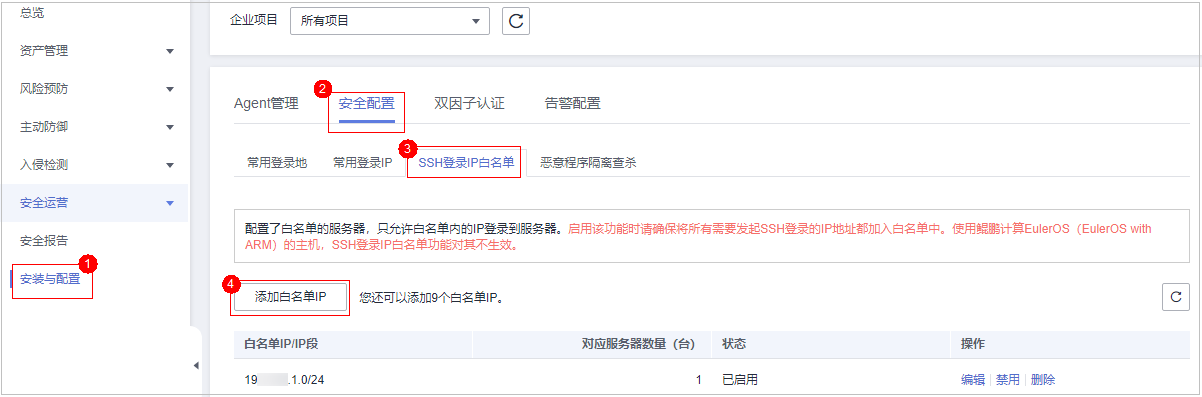 总览
资产管理
风险预防
主动防御
入侵检测
安全运营
安全报告
安装与配置
1
企业项目 所有项目
2
Agent管理 安全配置 双因子认证 告警配置
3
常用登录地 常用登录IP SSH登录IP白名单 恶意程序隔离查杀
配置了白名单的服务器，只允许白名单内的IP登录到服务器。启用该功能时请确保将所有需要发起SSH登录的IP地址都加入白名单中。使用鲲鹏计算EulerOS（EulerOS with
ARM）的主机，SSH登录IP白名单功能对其不生效。
4
添加白名单IP 您还可以添加9个白名单IP。
白名单IP/IP段 对应服务器数量（台） 状态 操作
19 .1.0/24 1 已启用 编辑 禁用 删除